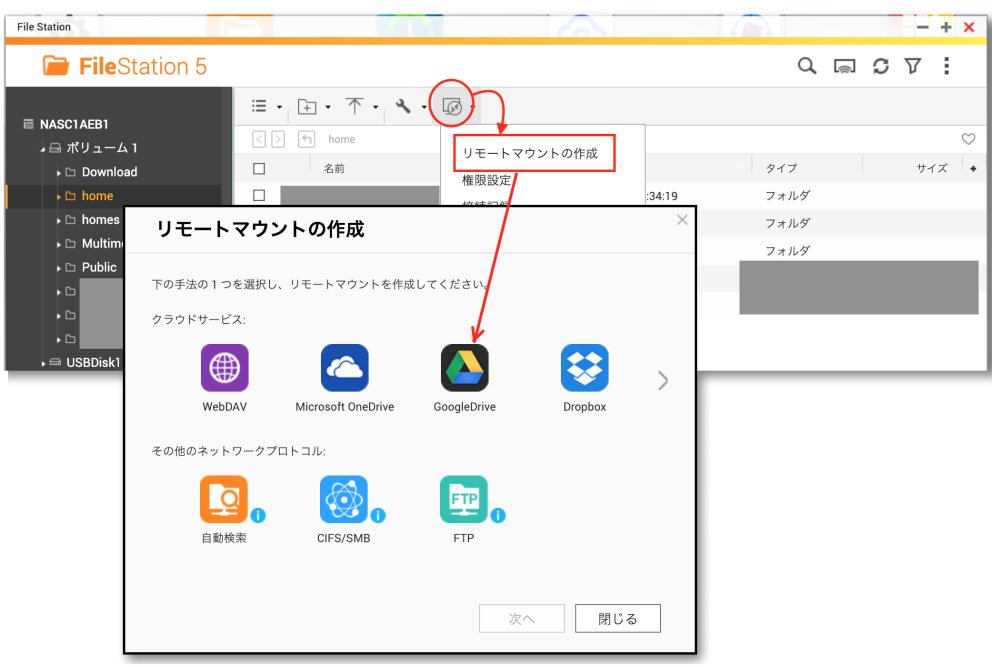 File Station
FileStation 5
NASC1AEB1
ボリューム 1
Download
home
homes
Multim
Public
USBDisk1
home
名前
タイプ
サイズ
:34:19
フォルダ
フォルダ
フォルダ
リモートマウントの作成
権限設定
接続記録
リモートマウントの作成
下の手法の 1 つを選択し、リモートマウントを作成してください。
クラウドサービス:
WebDAV
Microsoft OneDrive
GoogleDrive
Dropbox
その他のネットワークプロトコル:
FTP
自動検索
CIFS/SMB
FTP
次へ
閉じる